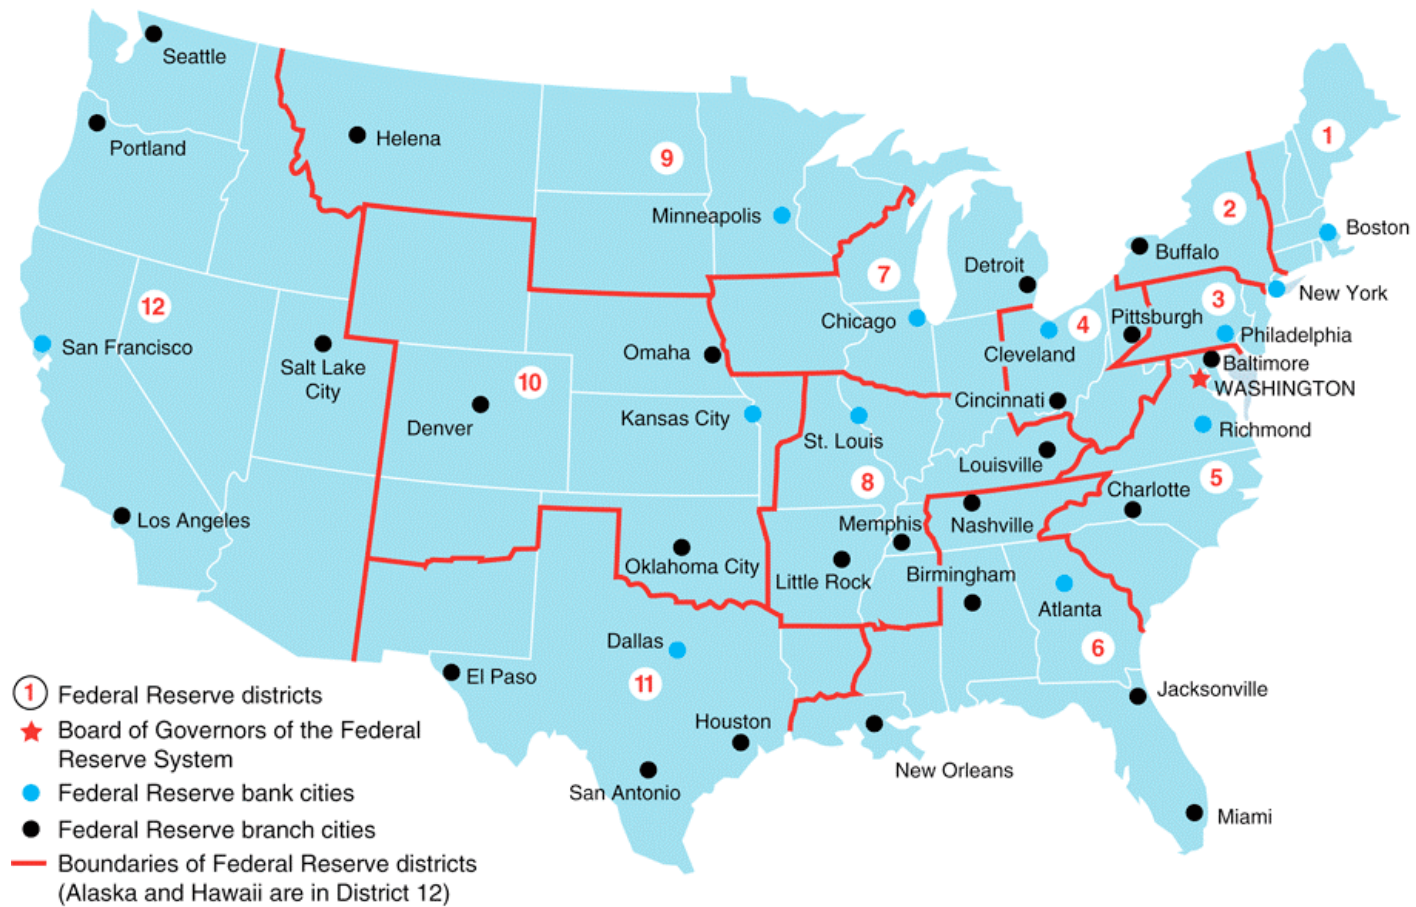 Seattle
Portland
Helena
9
1
Minneapolis
2
Boston
Buffalo
7
Detroit
12
New York
3
Chicago
4
Pittsburgh
Philadelphia
San Francisco
Omaha
Cleveland
Baltimore
Salt Lake
City
10
WASHINGTON
Cincinnati
Denver
Kansas City
St. Louis
Richmond
Louisville
8
5
Charlotte
Los Angeles
Memphis
Nashville
Oklahoma City
Little Rock
Birmingham
Atlanta
Dallas
6
El Paso
11
Jacksonville
Houston
New Orleans
San Antonio
Miami
1 Federal Reserve districts
Board of Governors of the Federal
Reserve System
Federal Reserve bank cities
Federal Reserve branch cities
Boundaries of Federal Reserve districts
(Alaska and Hawaii are in District 12)